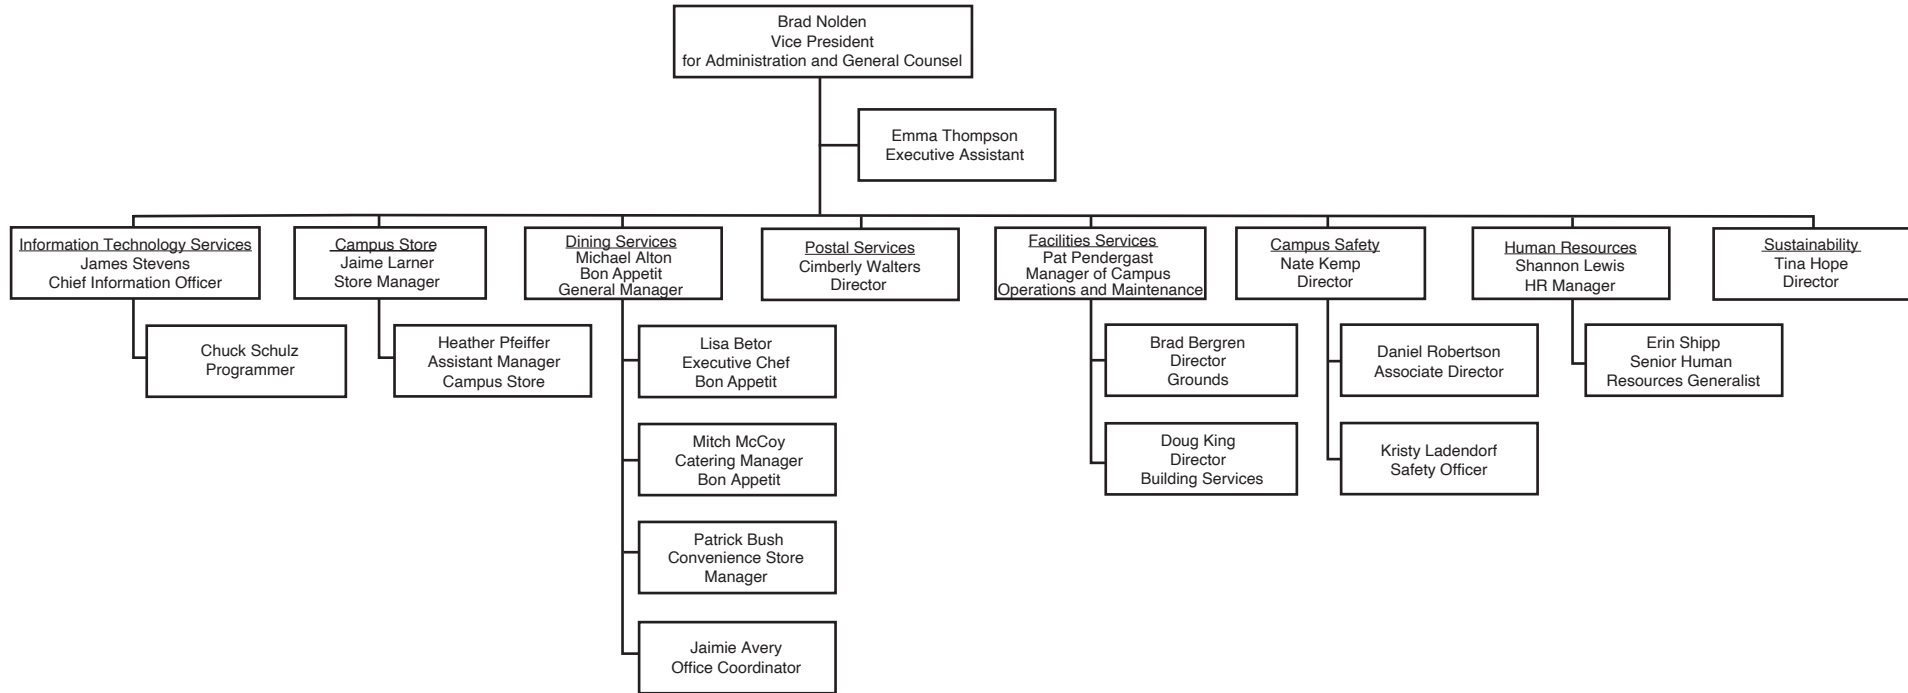 Brad Nolden
Vice President
for Administration and General Counsel
Emma Thompson
Executive Assistant
Information Technology Services
James Stevens
Chief Information Officer
Chuck Schulz
Programmer
Campus Store
Jaime Larner
Store Manager
Heather Pfeiffer
Assistant Manager
Campus Store
Dining Services
Michael Alton
Bon Appetit
General Manager
Lisa Betor
Executive Chef
Bon Appetit
Mitch McCoy
Catering Manager
Bon Appetit
Patrick Bush
Convenience Store
Manager
Jaimie Avery
Office Coordinator
Postal Services
Cimberly Walters
Director
Facilities Services
Pat Pendergast
Manager of Campus
Operations and Maintenance
Brad Bergren
Director
Grounds
Doug King
Director
Building Services
Campus Safety
Nate Kemp
Director
Daniel Robertson
Associate Director
Kristy Ladendorf
Safety Officer
Human Resources
Shannon Lewis
HR Manager
Erin Shipp
Senior Human
Resources Generalist
Sustainability
Tina Hope
Director